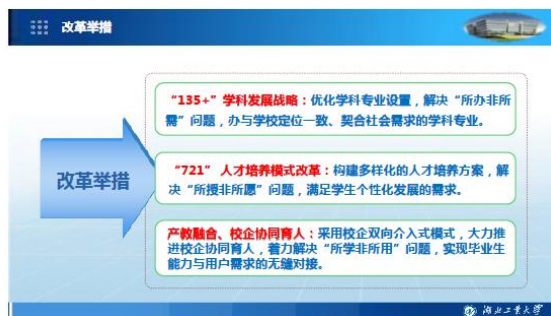 改革举措
“135+”学科发展战略：优化学科专业设置，解决“所办非所
需”问题，办与学校定位一致、契合社会需求的学科专业。
改革举措
“721”人才培养模式改革：构建多样化的人才培养方案，解
决“所授非所愿”问题，满足学生个性化发展的需求。
产教融合、校企协同育人：采用校企双向介入式模式，大力推
进校企协同育人，着力解决“所学非所用”问题，实现毕业生
能力与用户需求的无缝对接。
湖北工业大学